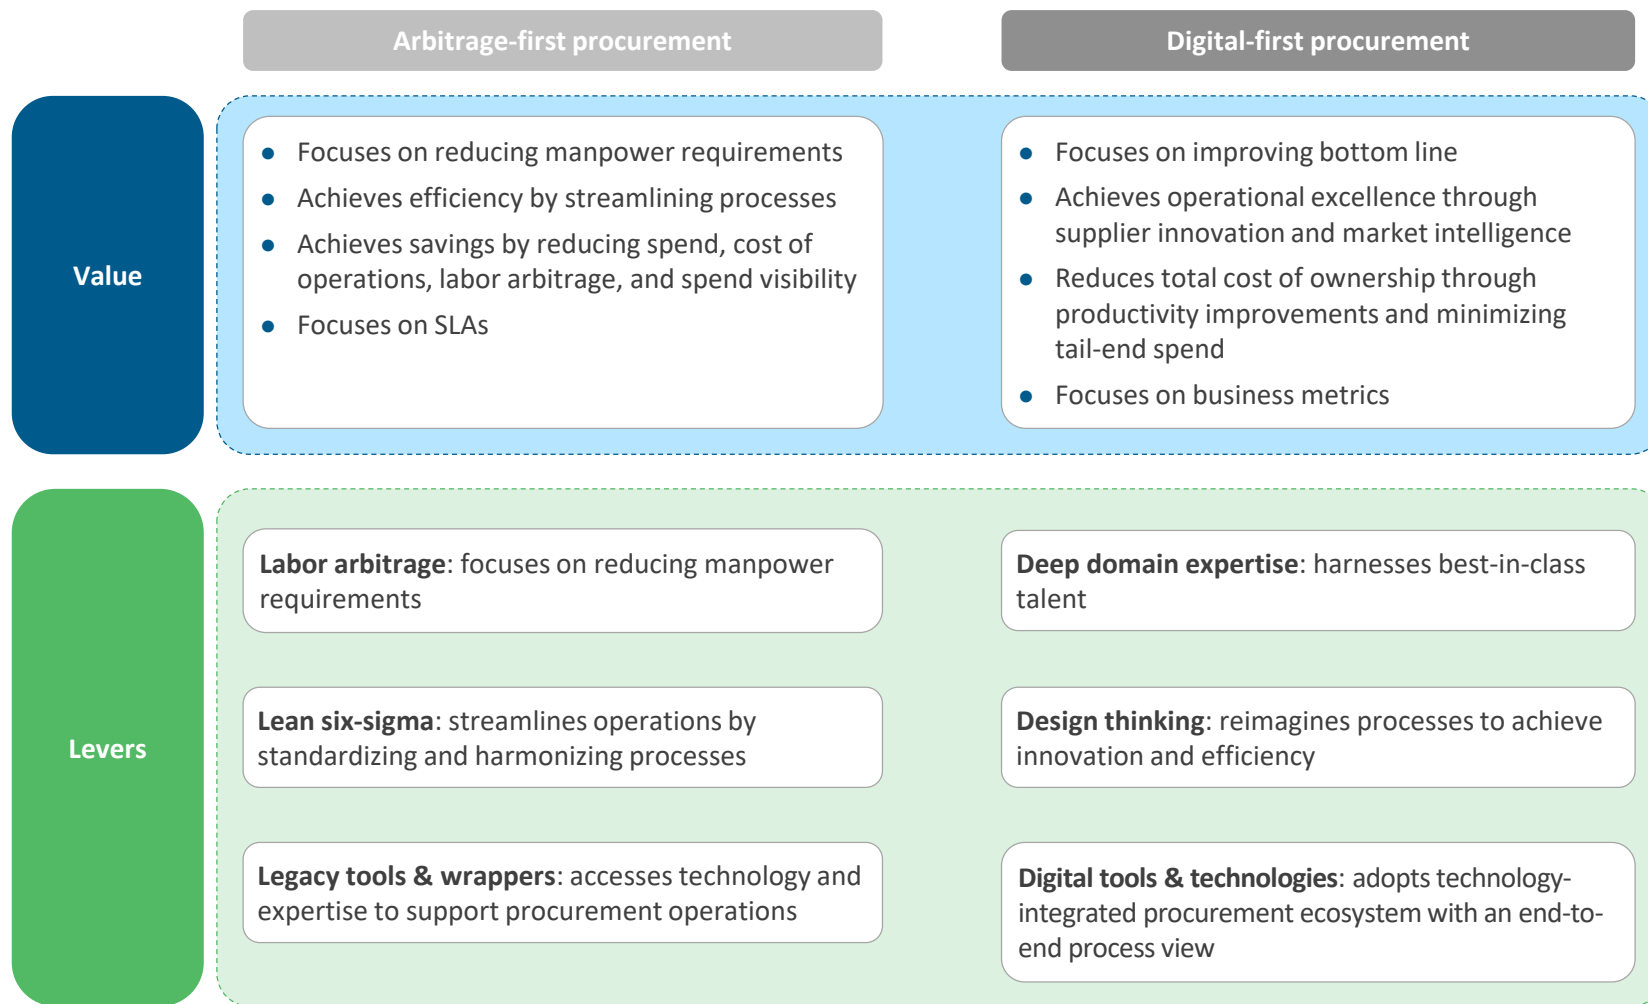 Arbitrage-first procurement
Digital-first procurement
Value
● Focuses on reducing manpower requirements
● Achieves efficiency by streamlining processes
● Achieves savings by reducing spend, cost of
operations, labor arbitrage, and spend visibility
● Focuses on SLAs
● Focuses on improving bottom line
● Achieves operational excellence through
supplier innovation and market intelligence
● Reduces total cost of ownership through
productivity improvements and minimizing
tail-end spend
● Focuses on business metrics
Levers
Labor arbitrage: focuses on reducing manpower
requirements
Deep domain expertise: harnesses best-in-class
talent
Lean six-sigma: streamlines operations by
standardizing and harmonizing processes
Design thinking: reimagines processes to achieve
innovation and efficiency
Legacy tools & wrappers: accesses technology and
expertise to support procurement operations
Digital tools & technologies: adopts technology-
integrated procurement ecosystem with an end-to-
end process view